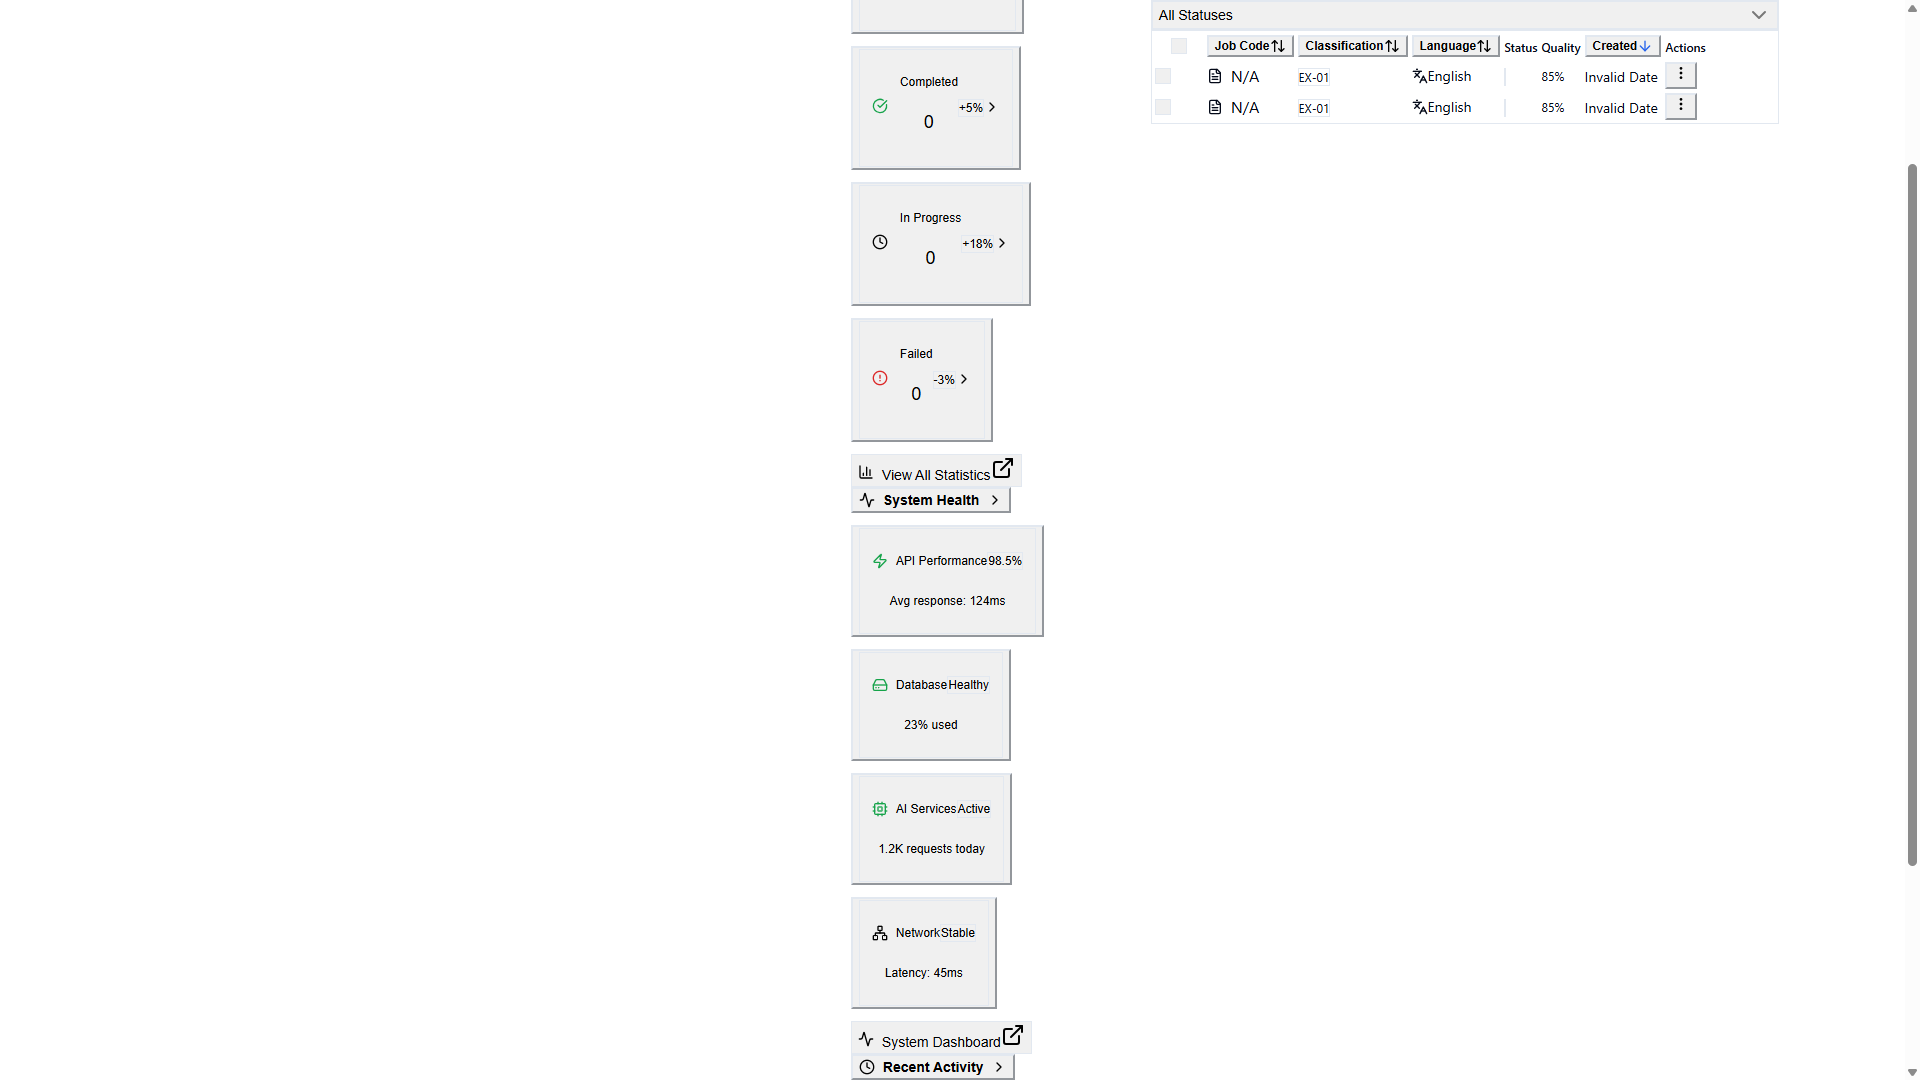 Completed
0
+5%
In Progress
0
+18%
Failed
0
-3%
View All Statistics
System Health
API Performance 98.5%
Avg response: 124ms
Database Healthy
23% used
AI Services Active
1.2K requests today
Network Stable
Latency: 45ms
System Dashboard
Recent Activity
All Statuses
Job Code Classification Language Status Quality Created Actions
N/A EX-01 English 85% Invalid Date
N/A EX-01 English 85% Invalid Date